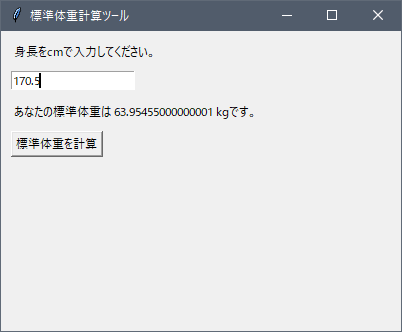 標準体重計算ツール
身長をcmで入力してください。
170.5
あなたの標準体重は 63.95455000000001 kgです。
標準体重を計算